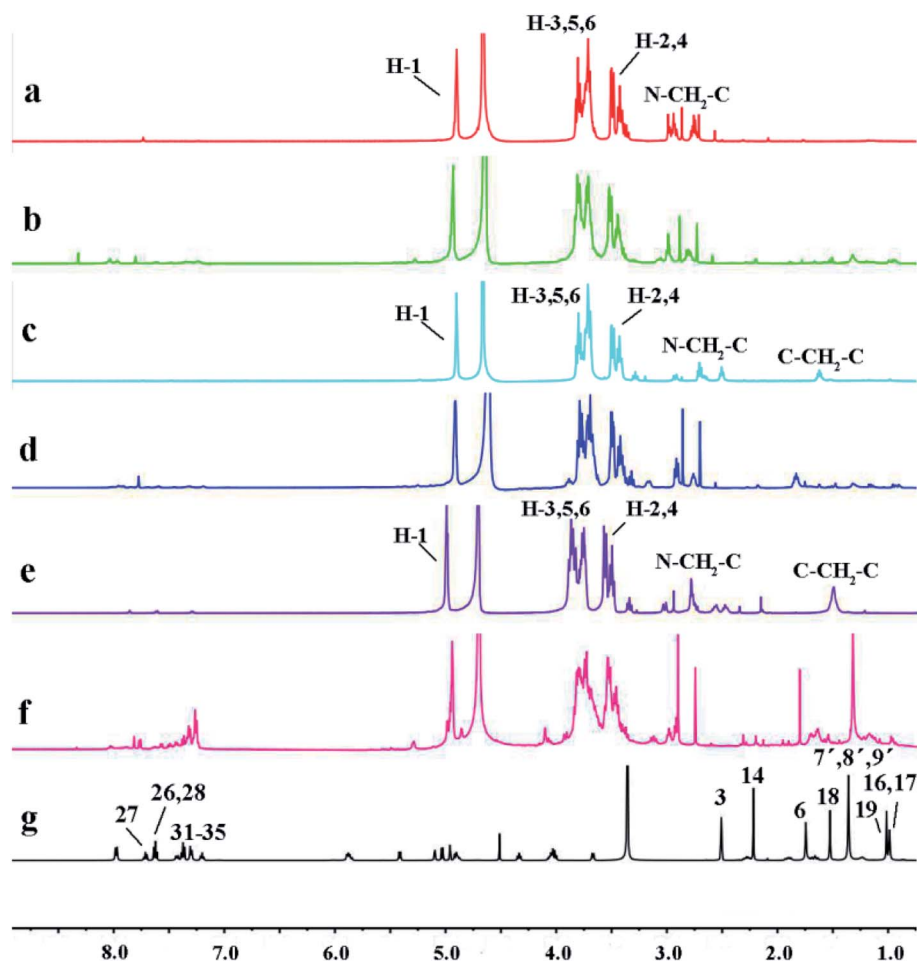 a
H-1
H-3,5,6
H-2,4
N-CH₂-C
b
c
H-1
H-3,5,6
H-2,4
N-CH₂-C
C-CH₂-C
d
e
H-1
H-3,5,6
H-2,4
N-CH₂-C
C-CH₂-C
f
g
27
26,28
31-35
3
14
6
18
7´,8´,9´
19
16,17
8.0 7.0 6.0 5.0 4.0 3.0 2.0 1.0